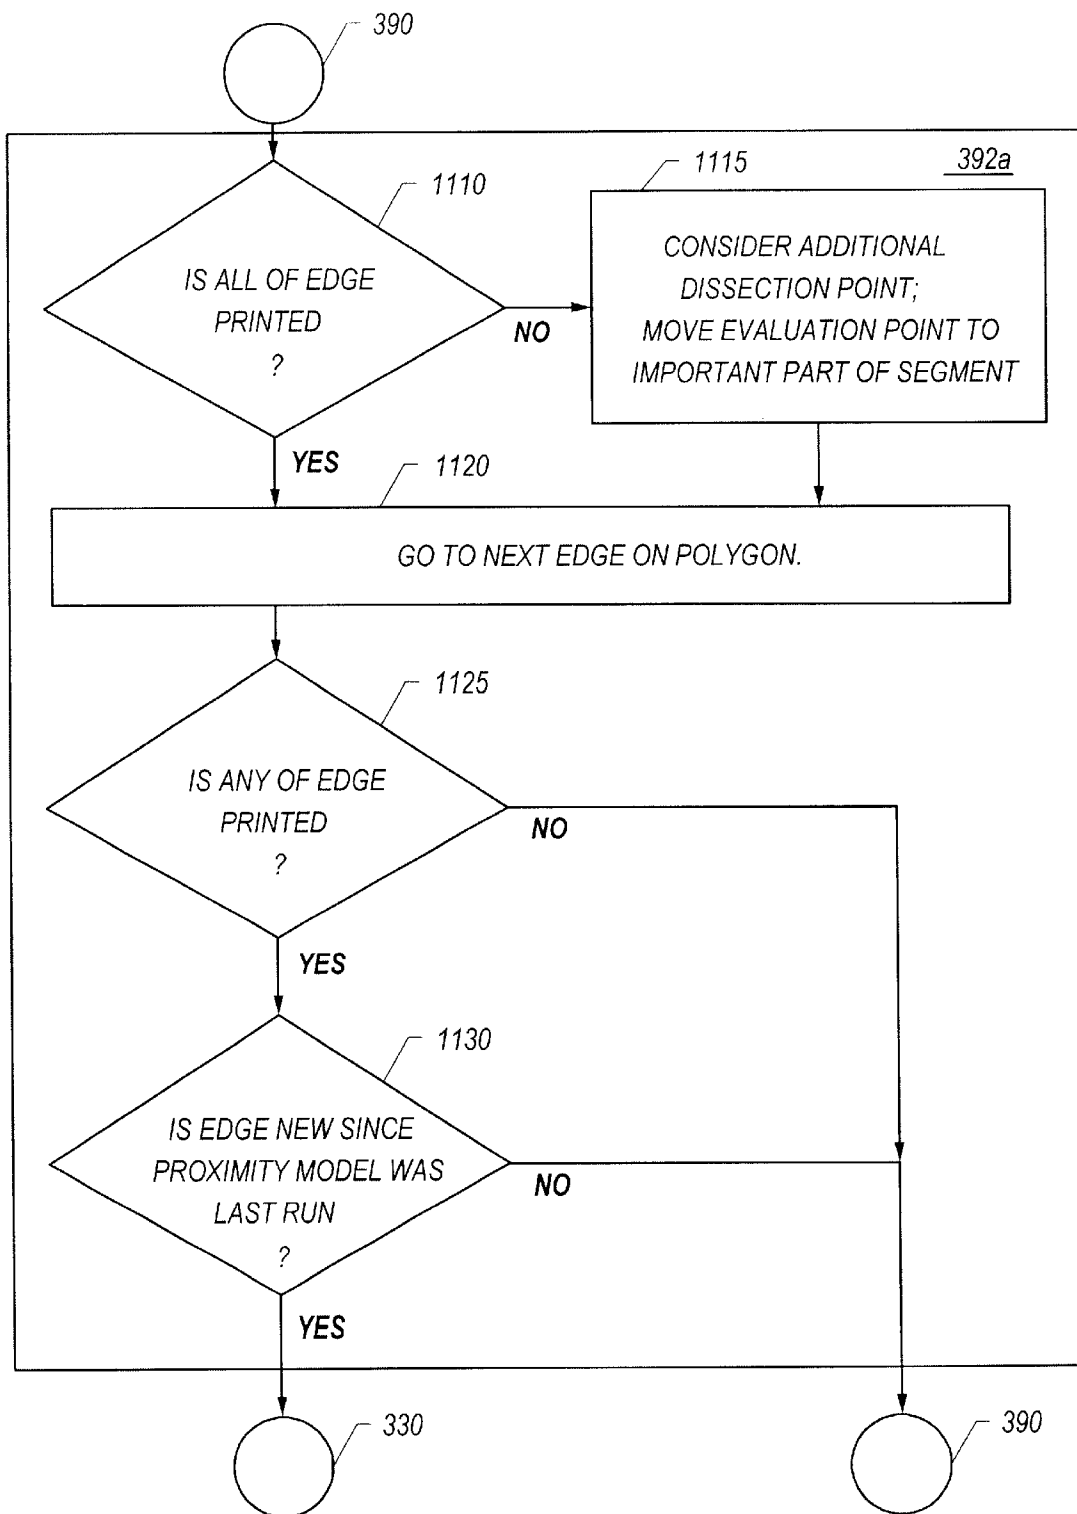 390
392a
1110
1115
IS ALL OF EDGE
PRINTED
?
NO
CONSIDER ADDITIONAL
DISSECTION POINT;
MOVE EVALUATION POINT TO
IMPORTANT PART OF SEGMENT
YES
1120
GO TO NEXT EDGE ON POLYGON.
1125
IS ANY OF EDGE
PRINTED
?
NO
YES
1130
IS EDGE NEW SINCE
PROXIMITY MODEL WAS
LAST RUN
?
NO
YES
330
390